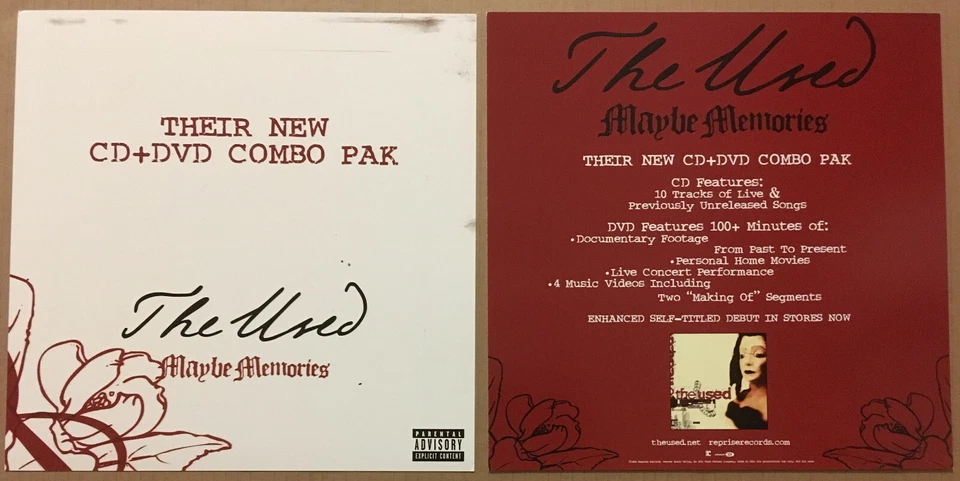 THEIR NEW
CD+DVD COMBO PAK
The Used
Maybe Memories
PARENTAL
ADVISORY
EXPLICIT CONTENT
The Used
Maybe Memories
THEIR NEW CD+DVD COMBO PAK
CD Features:
10 Tracks of Live &
Previously Unreleased Songs
DVD Features 100+ Minutes of:
•Documentary Footage
From Past To Present
•Personal Home Movies
•Live Concert Performance
•4 Music Videos Including
Two "Making Of" Segments
ENHANCED SELF-TITLED DEBUT IN STORES NOW
the used
theused.net repriserecords.com